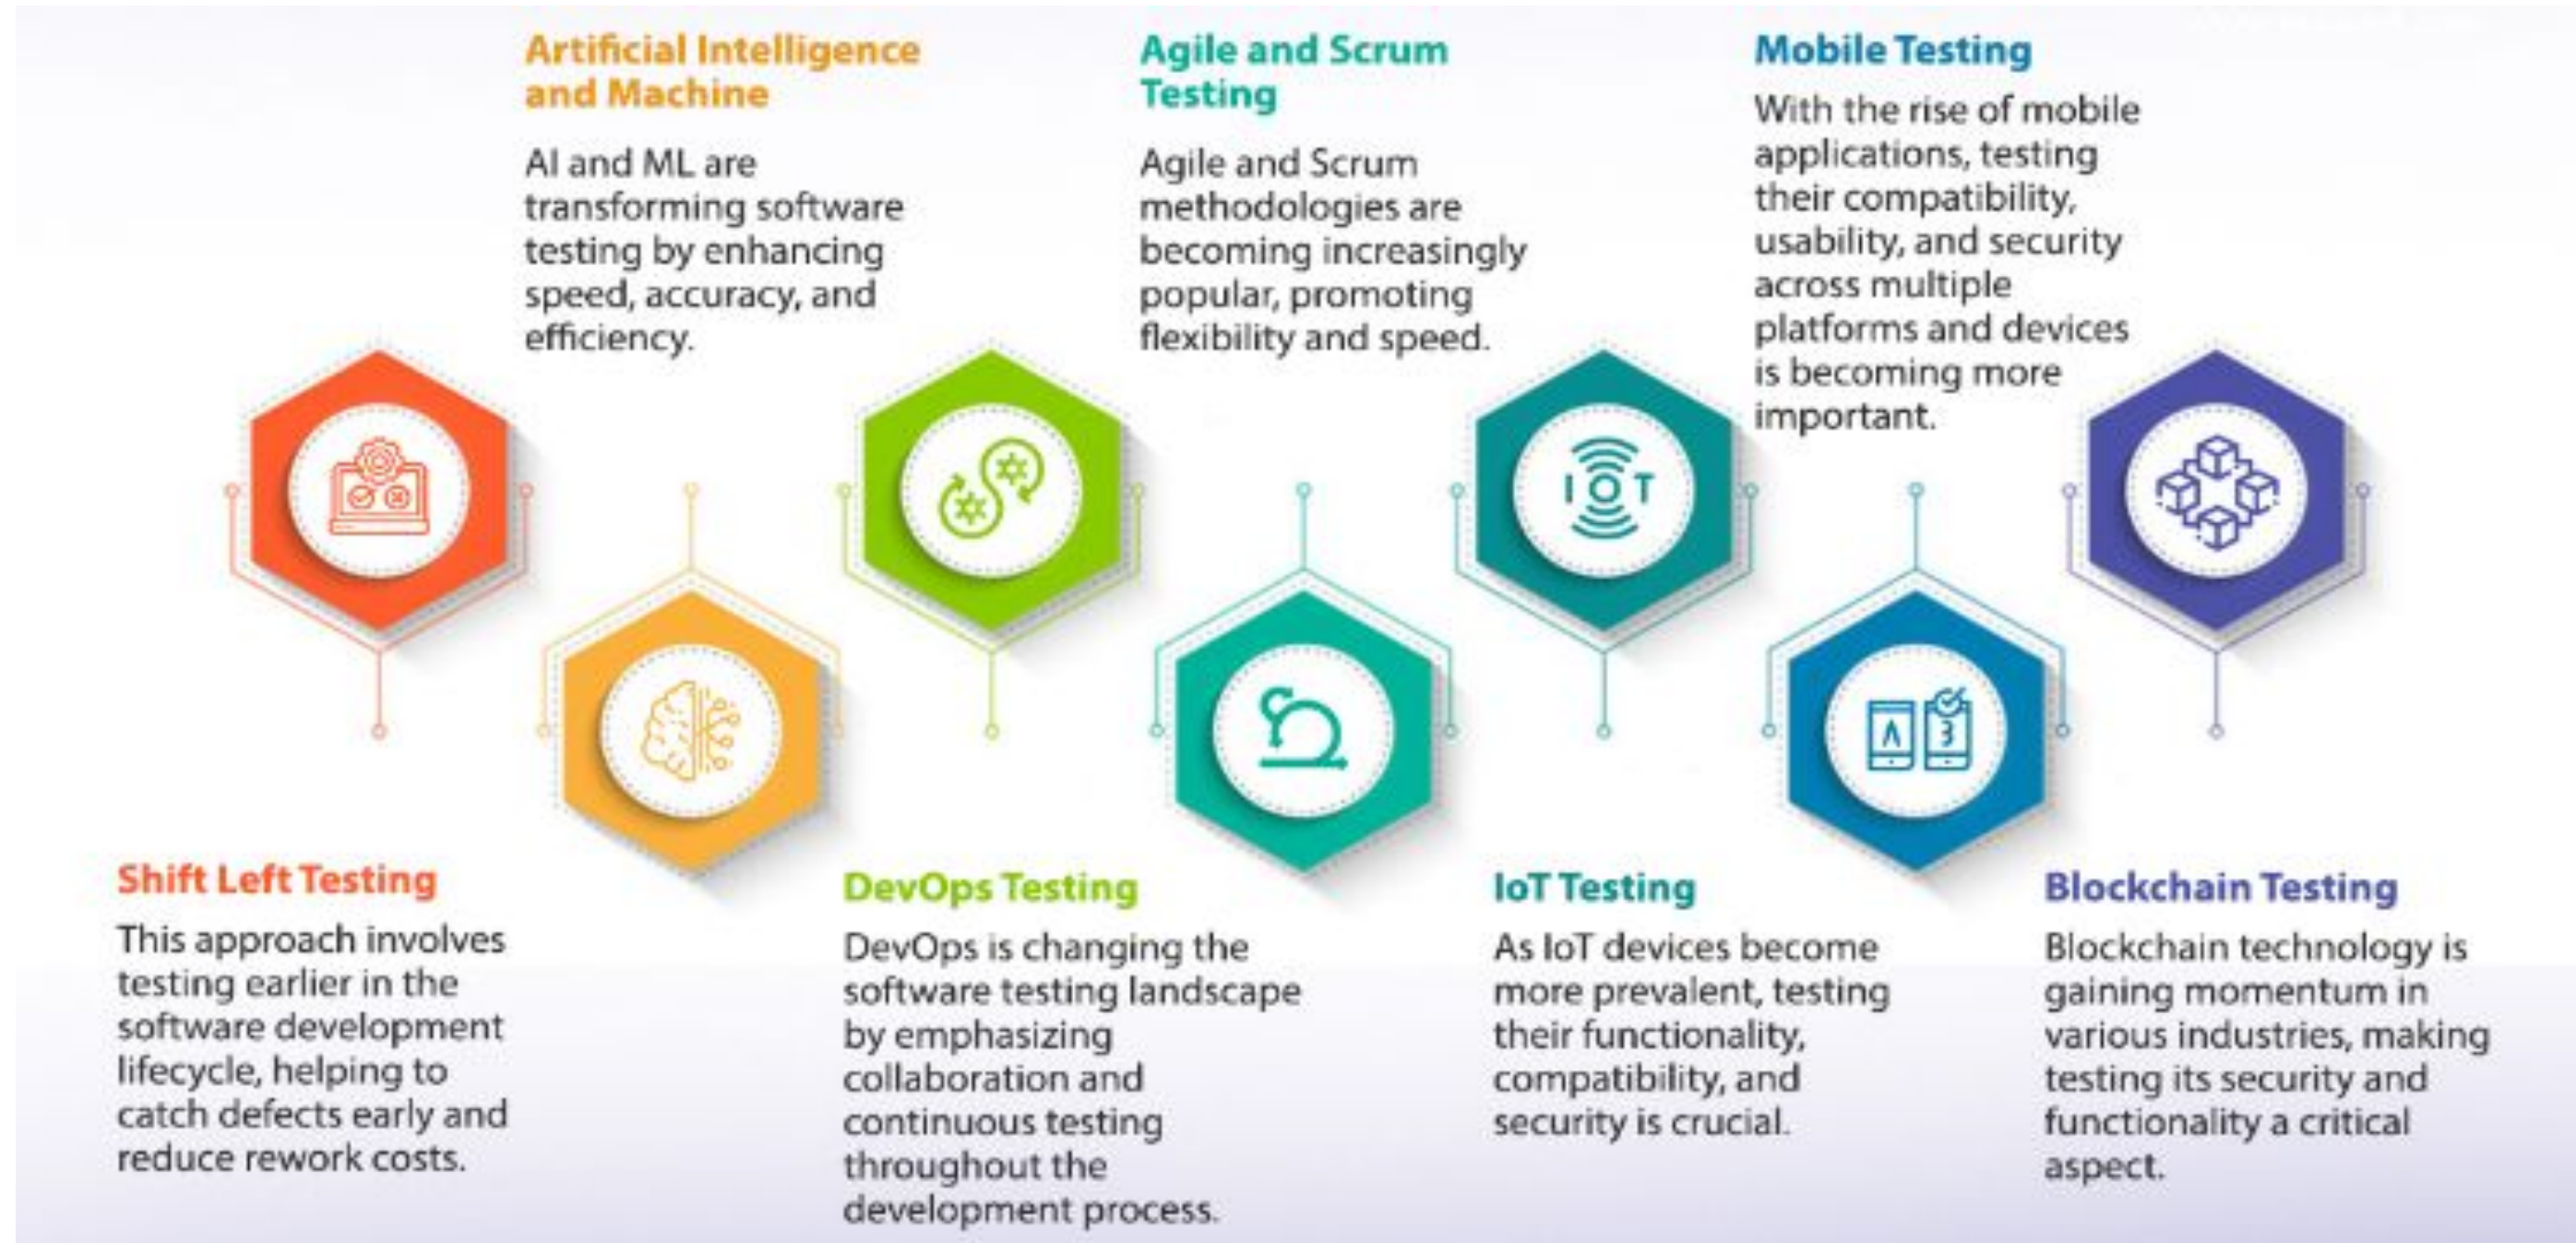 Artificial Intelligence
and Machine
AI and ML are
transforming software
testing by enhancing
speed, accuracy, and
efficiency.
Agile and Scrum
Testing
Agile and Scrum
methodologies are
becoming increasingly
popular, promoting
flexibility and speed.
Mobile Testing
With the rise of mobile
applications, testing
their compatibility,
usability, and security
across multiple
platforms and devices
is becoming more
important.
IOT
A
3
Shift Left Testing
This approach involves
testing earlier in the
software development
lifecycle, helping to
catch defects early and
reduce rework costs.
DevOps Testing
DevOps is changing the
software testing landscape
by emphasizing
collaboration and
continuous testing
throughout the
development process.
IoT Testing
As IoT devices become
more prevalent, testing
their functionality,
compatibility, and
security is crucial.
Blockchain Testing
Blockchain technology is
gaining momentum in
various industries, making
testing its security and
functionality a critical
aspect.